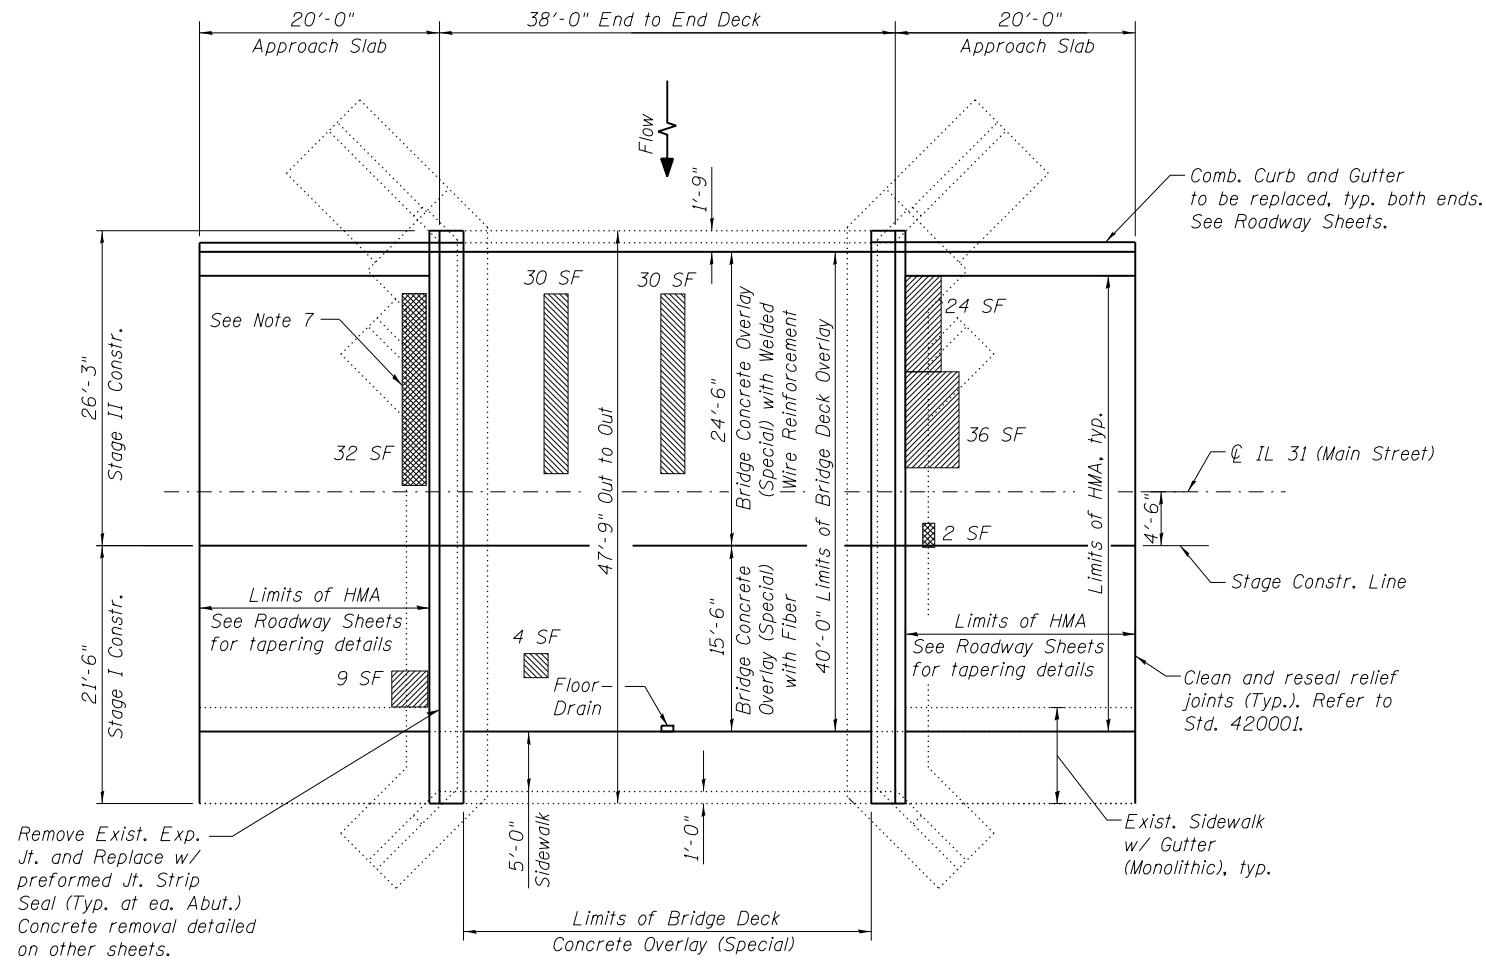 20'-0"
Approach Slab
38'-0" End to End Deck
20'-0"
Approach Slab
Flow
1'-9"
Comb. Curb and Gutter
to be replaced, typ. both ends.
See Roadway Sheets.
30 SF
30 SF
24 SF
See Note 7
32 SF
36 SF
26'-3"
Stage II Constr.
47'-9" Out to Out
24'-6"
Bridge Concrete Overlay
(Special) with Welded
Wire Reinforcement
40'-0" Limits of Bridge Deck Overlay
Limits of HMA, typ.
℄ IL 31 (Main Street)
4'-6"
2 SF
Stage Constr. Line
21'-6"
Stage I Constr.
Limits of HMA
See Roadway Sheets
for tapering details
9 SF
4 SF
Floor
Drain
15'-6"
Bridge Concrete
Overlay (Special)
with Fiber
Limits of HMA
See Roadway Sheets
for tapering details
Clean and reseal relief
joints (Typ.). Refer to
Std. 420001.
Remove Exist. Exp.
Jt. and Replace w/
preformed Jt. Strip
Seal (Typ. at ea. Abut.)
Concrete removal detailed
on other sheets.
5'-0"
Sidewalk
1'-0"
Exist. Sidewalk
w/ Gutter
(Monolithic), typ.
Limits of Bridge Deck
Concrete Overlay (Special)